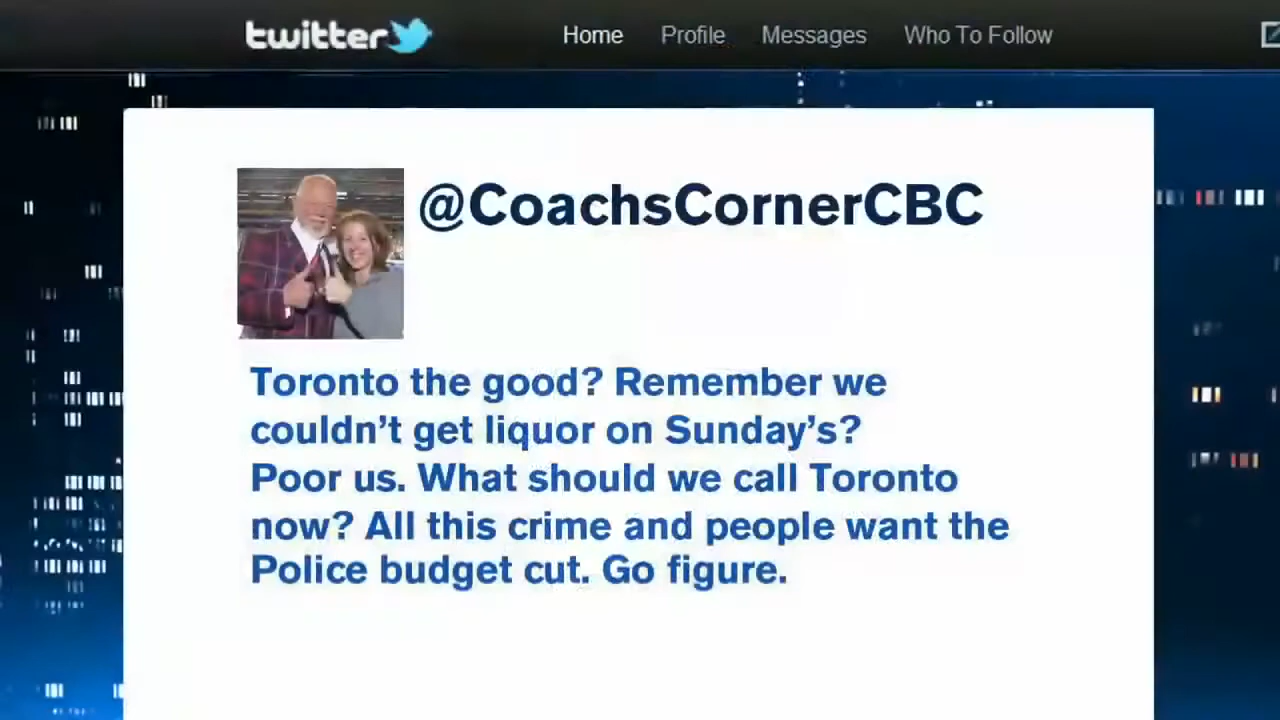 twitter Home Profile Messages Who To Follow
@CoachsCornerCBC
Toronto the good? Remember we
couldn't get liquor on Sunday's?
Poor us. What should we call Toronto
now? All this crime and people want the
Police budget cut. Go figure.